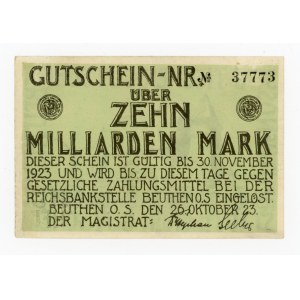 GUTSCHEIN-NR. № 37773
ÜBER
ZEHN
MILLIARDEN MARK
DIESER SCHEIN IST GÜLTIG BIS 30. NOVEMBER
1923 UND WIRD BIS ZU DIESEM TAGE GEGEN
GESETZLICHE ZAHLUNGSMITTEL BEI DER
REICHSBANKSTELLE BEUTHEN O.S EINGELÖST.
BEUTHEN O. S. DEN 26. OKTOBER 23.
DER MAGISTRAT: